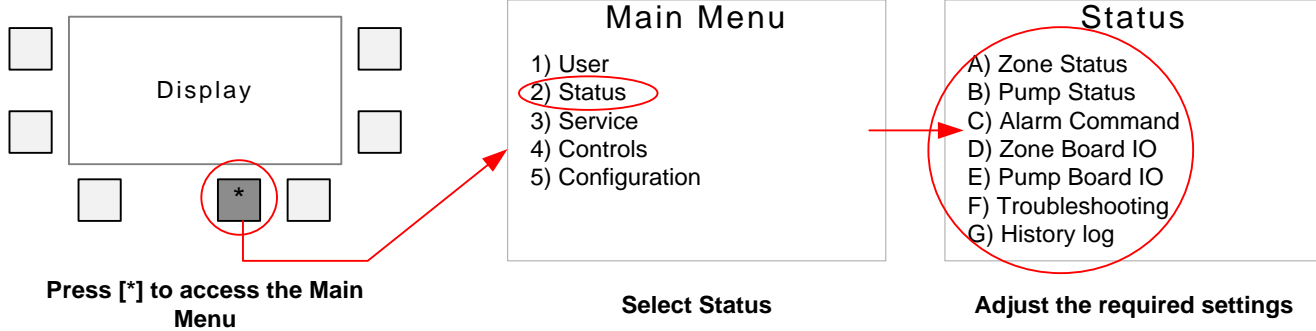 Display
*
Press [*] to access the Main
Menu
Main Menu
1) User
2) Status
3) Service
4) Controls
5) Configuration
Select Status
Status
A) Zone Status
B) Pump Status
C) Alarm Command
D) Zone Board IO
E) Pump Board IO
F) Troubleshooting
G) History log
Adjust the required settings